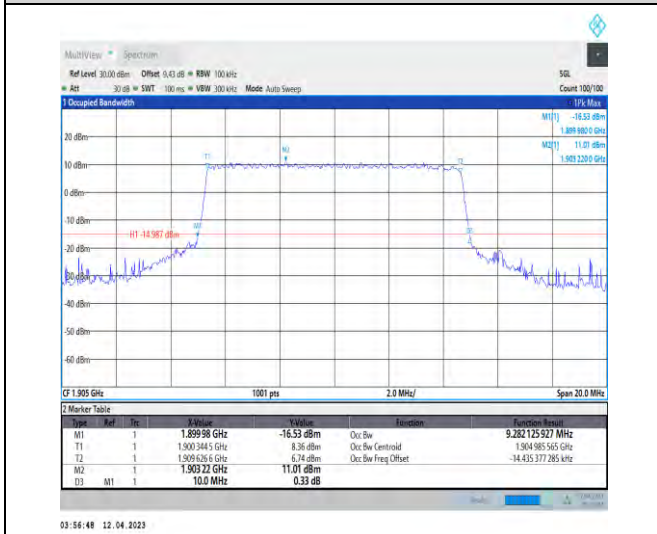 MultiView Spectrum
Ref Level 30.00 dBm Offset 0.43 dB RBW 100 kHz SGL
Att 30 dB SWT 100 ms VBW 300 kHz Mode Auto Sweep Count 100/100
1 Occupied Bandwidth 1Pk Max
M1[1] -16.53 dBm
1.899 980 0 GHz
M2[1] 11.01 dBm
1.903 220 0 GHz
20 dBm
M2
T1 T2
10 dBm
0 dBm
-10 dBm
H1 -14.987 dBm
-20 dBm
-30 dBm
-40 dBm
-50 dBm
-60 dBm
CF 1.905 GHz 1001 pts 2.0 MHz/ Span 20.0 MHz
2 Marker Table
Type Ref Trc X-Value Y-Value Function Function Result
M1 1 1.899 98 GHz -16.53 dBm Occ Bw 9.282 125 927 MHz
T1 1 1.900 344 5 GHz 8.36 dBm Occ Bw Centroid 1.904 985 565 GHz
T2 1 1.909 626 6 GHz 6.74 dBm Occ Bw Freq Offset -14.435 377 285 kHz
M2 1 1.903 22 GHz 11.01 dBm
D3 M1 1 10.0 MHz 0.33 dB
03:56:48 12.04.2023